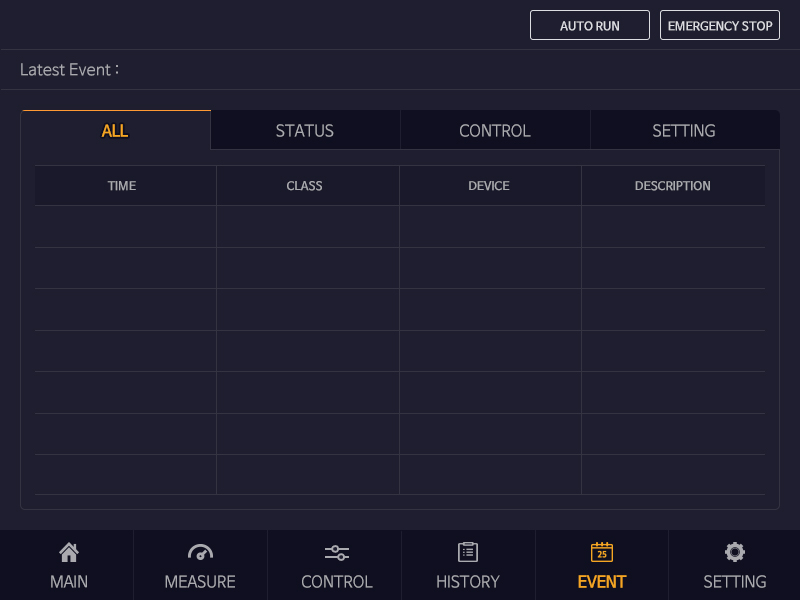 AUTO RUN EMERGENCY STOP
Latest Event :
ALL STATUS CONTROL SETTING
TIME CLASS DEVICE DESCRIPTION
25
MAIN MEASURE CONTROL HISTORY EVENT SETTING